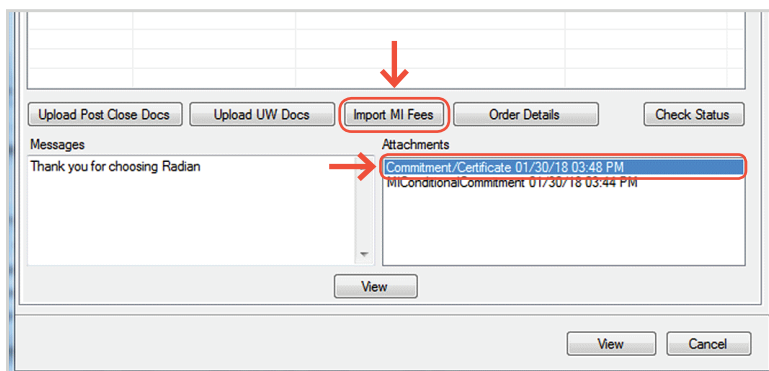 Upload Post Close Docs Upload UW Docs Import MI Fees Order Details Check Status
Messages Attachments
Thank you for choosing Radian
Commitment/Certificate 01/30/18 03:48 PM
MIConditionalCommitment 01/30/18 03:44 PM
View
View Cancel